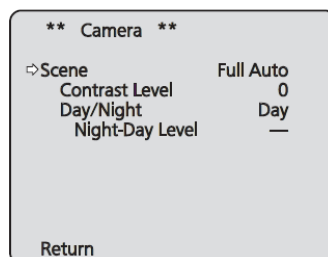 ** Camera **
⇨Scene Full Auto
Contrast Level 0
Day/Night Day
Night-Day Level —
Return